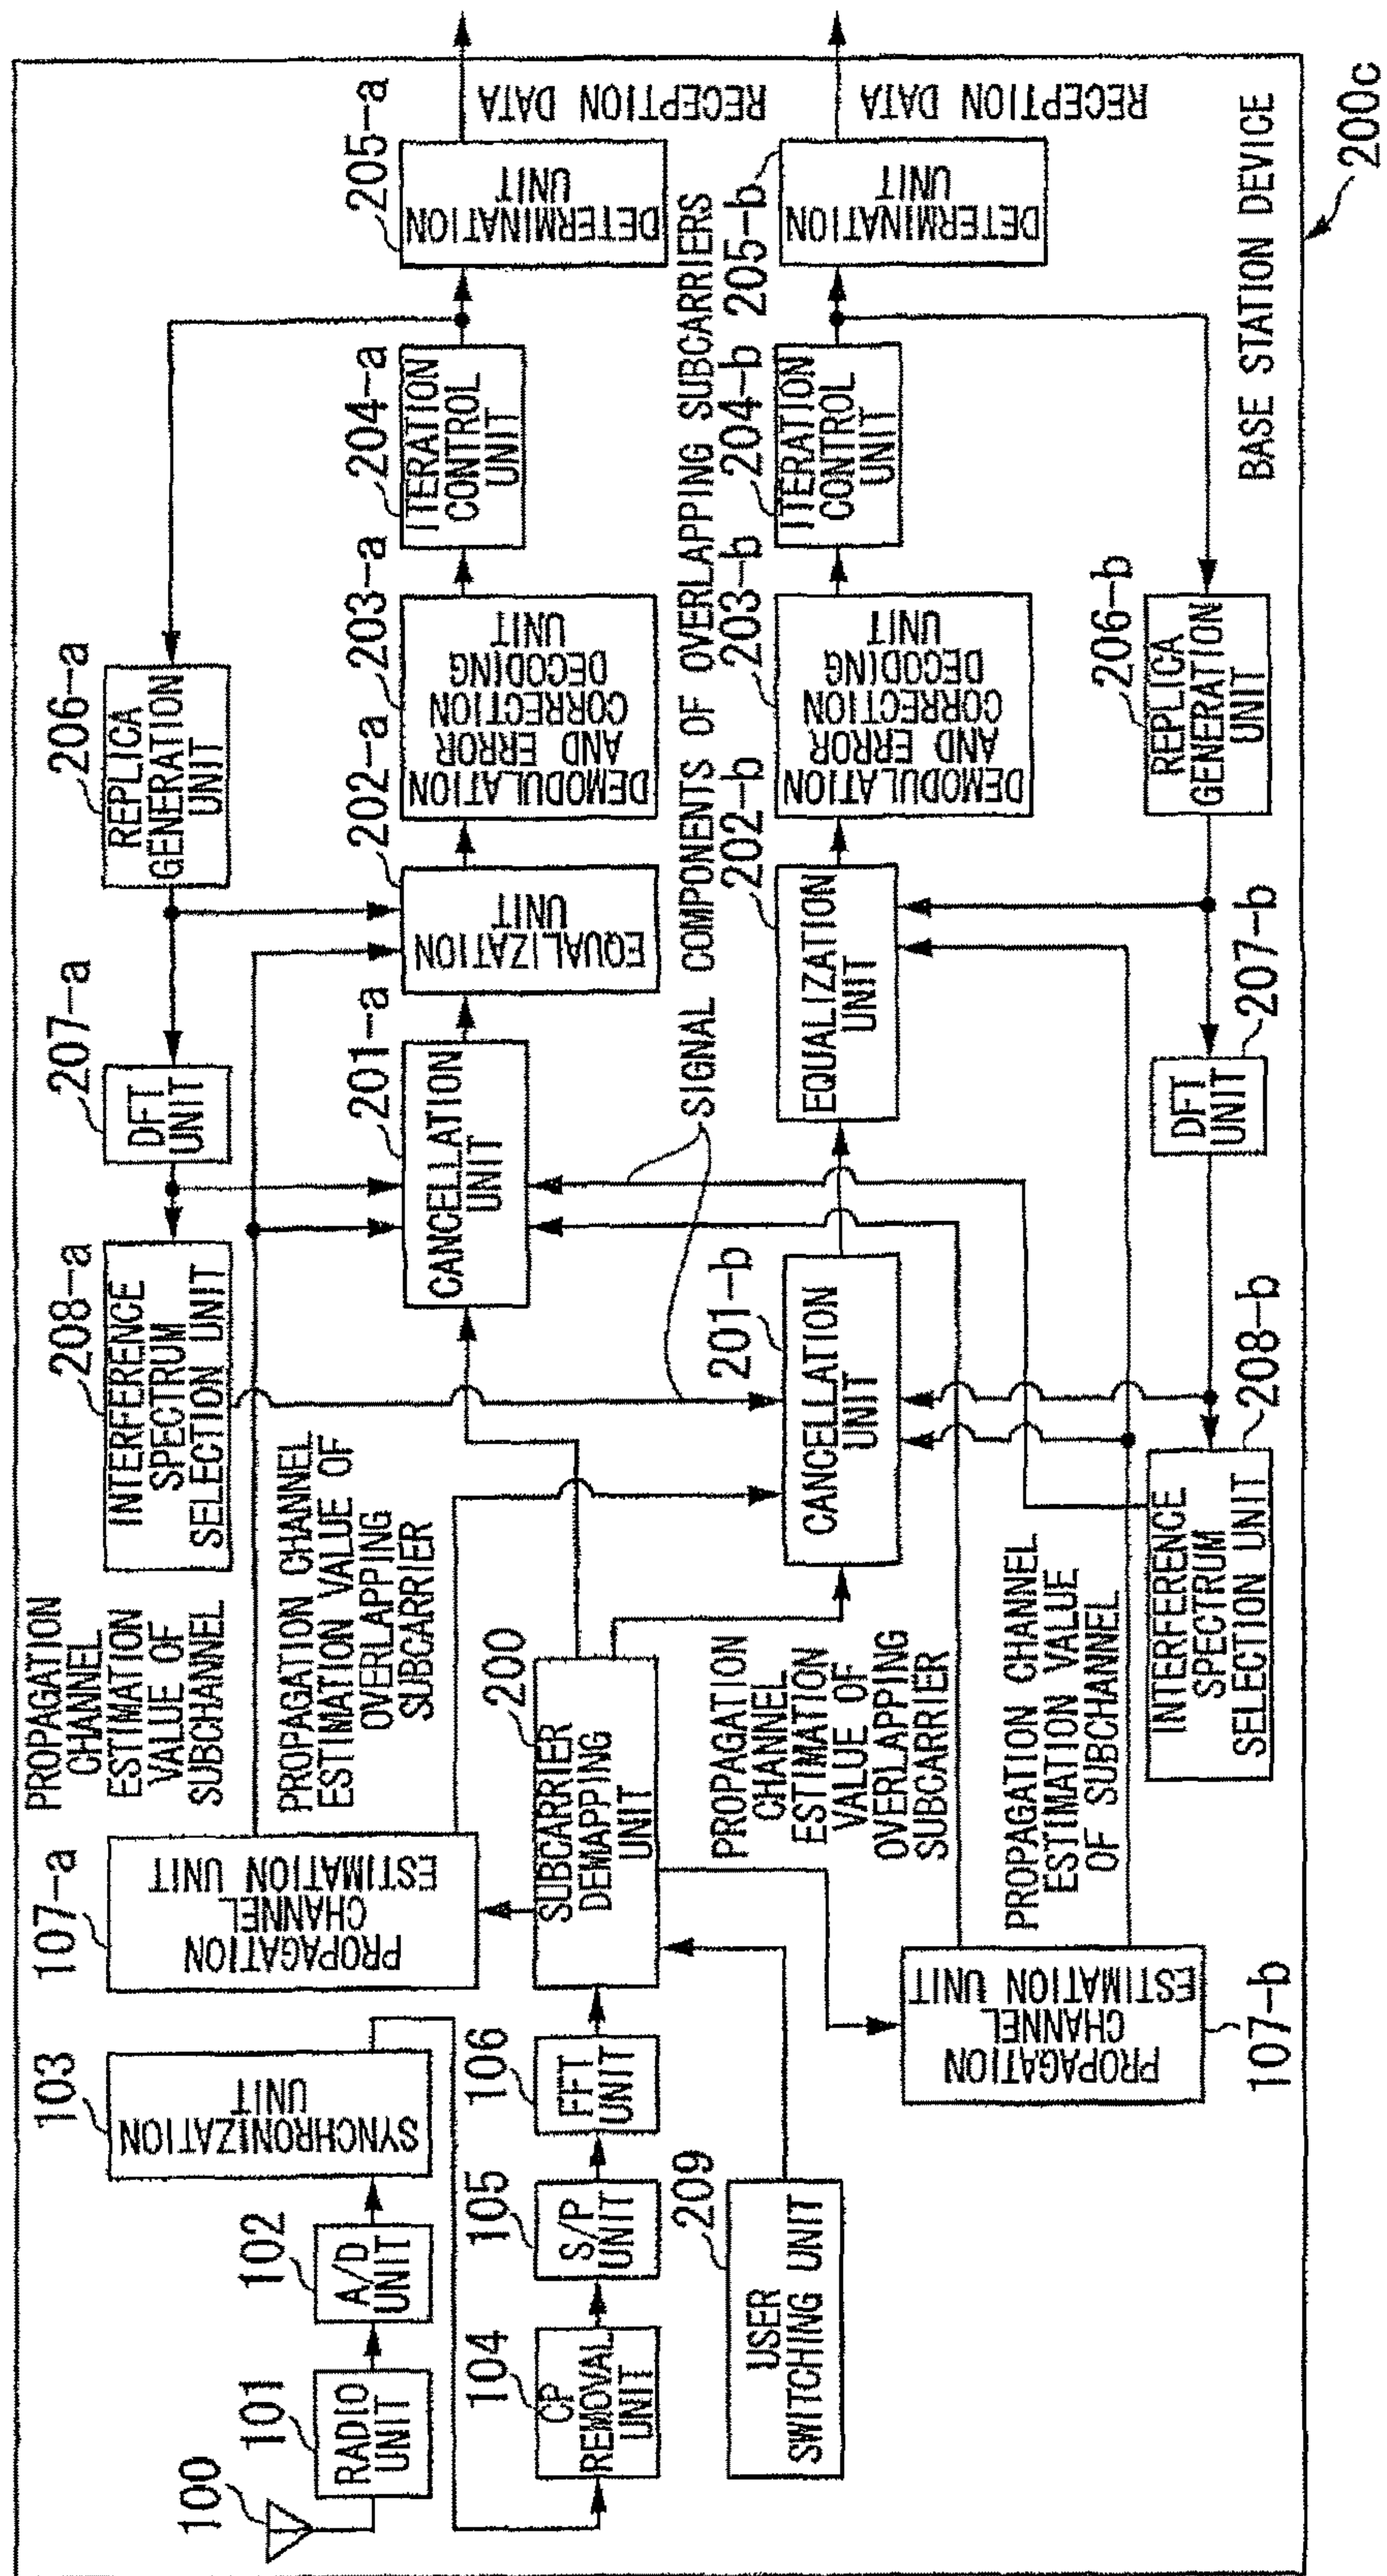 100
101
RADIO
UNIT
102
A/D
UNIT
103
SYNCHRONIZATION
UNIT
104
CP
REMOVAL
UNIT
105
S/P
UNIT
106
FFT
UNIT
209
USER
SWITCHING UNIT
107-a
PROPAGATION
CHANNEL
ESTIMATION UNIT
200
SUBCARRIER
DEMAPPING
UNIT
107-b
PROPAGATION
CHANNEL
ESTIMATION UNIT
PROPAGATION
CHANNEL
ESTIMATION
VALUE OF
SUBCHANNEL
PROPAGATION CHANNEL
ESTIMATION VALUE OF
OVERLAPPING
SUBCARRIER
PROPAGATION
CHANNEL
ESTIMATION
VALUE OF
OVERLAPPING
SUBCARRIER
PROPAGATION CHANNEL
ESTIMATION VALUE
OF SUBCHANNEL
208-a
INTERFERENCE
SPECTRUM
SELECTION UNIT
207-a
DFT
UNIT
206-a
REPLICA
GENERATION
UNIT
201-a
CANCELLATION
UNIT
202-a
EQUALIZATION
UNIT
203-a
DEMODULATION
AND ERROR
CORRECTION
DECODING
UNIT
204-a
ITERATION
CONTROL
UNIT
205-a
DETERMINATION
UNIT
RECEPTION DATA
SIGNAL COMPONENTS OF OVERLAPPING SUBCARRIERS
201-b
CANCELLATION
UNIT
202-b
EQUALIZATION
UNIT
203-b
DEMODULATION
AND ERROR
CORRECTION
DECODING
UNIT
204-b
ITERATION
CONTROL
UNIT
205-b
DETERMINATION
UNIT
RECEPTION DATA
208-b
INTERFERENCE
SPECTRUM
SELECTION UNIT
207-b
DFT
UNIT
206-b
REPLICA
GENERATION
UNIT
BASE STATION DEVICE
200c